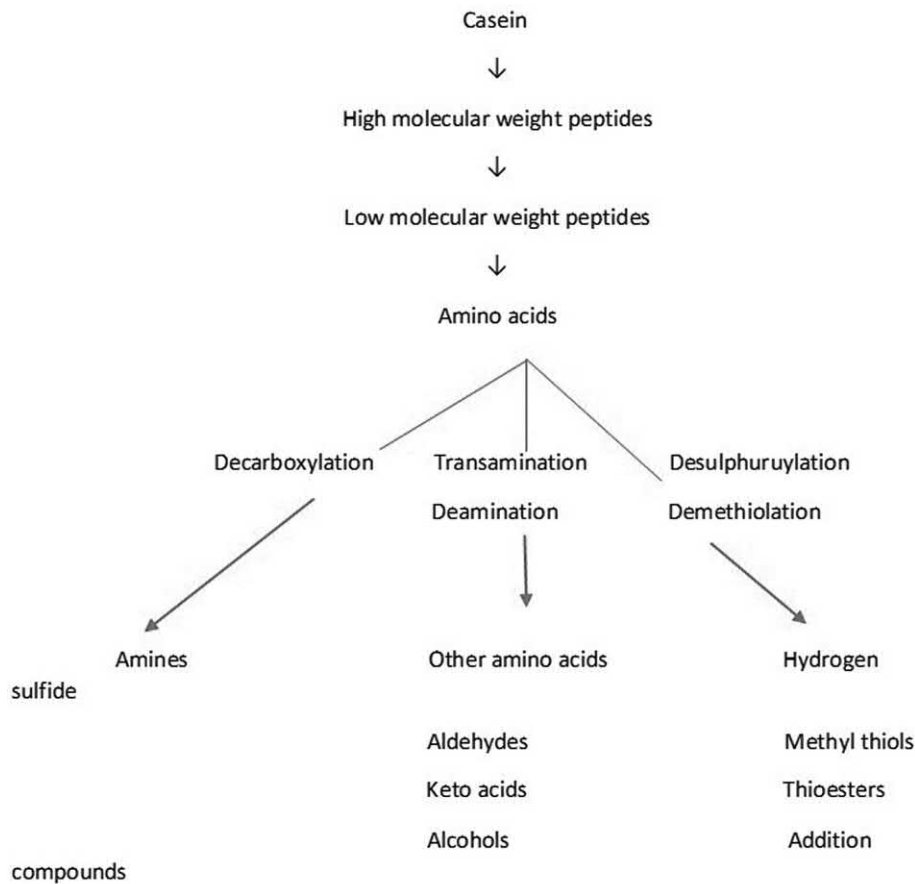 Casein
↓
High molecular weight peptides
↓
Low molecular weight peptides
↓
Amino acids
Decarboxylation Transamination Desulphuruylation
Deamination Demethiolation
Amines Other amino acids Hydrogen
sulfide
Aldehydes Methyl thiols
Keto acids Thioesters
Alcohols Addition
compounds